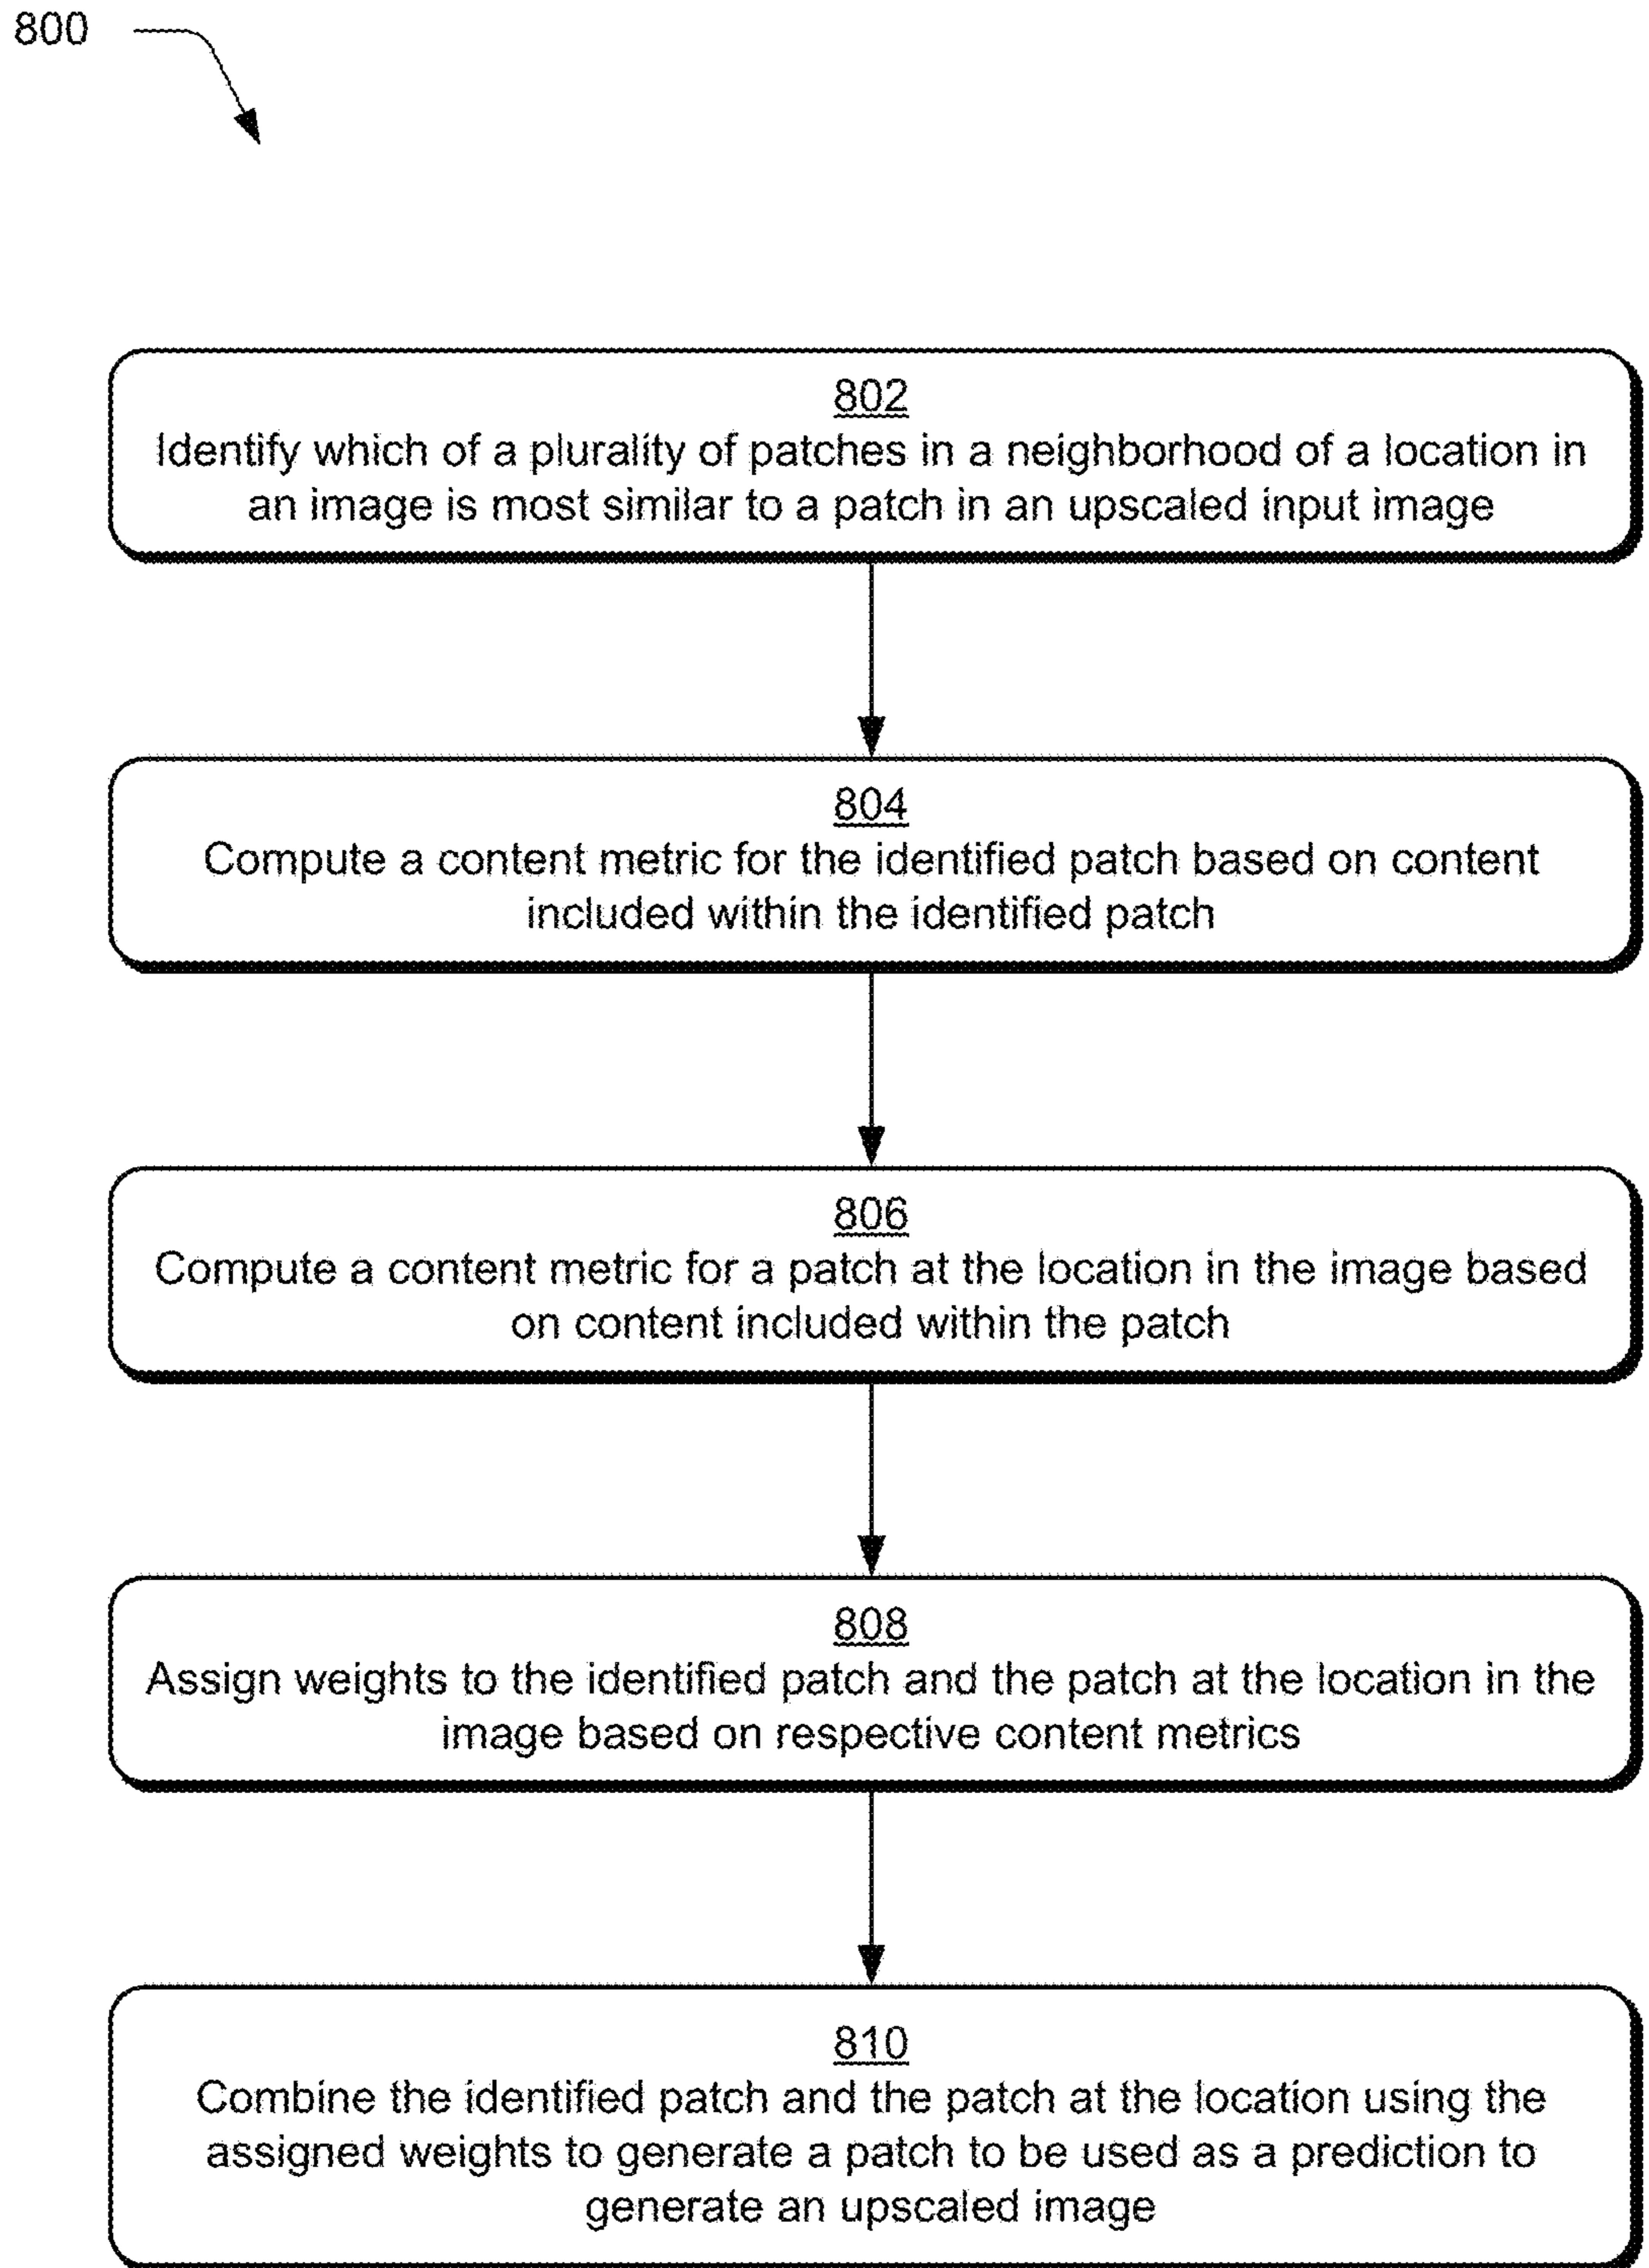 800
802
Identify which of a plurality of patches in a neighborhood of a location in
an image is most similar to a patch in an upscaled input image
804
Compute a content metric for the identified patch based on content
included within the identified patch
806
Compute a content metric for a patch at the location in the image based
on content included within the patch
808
Assign weights to the identified patch and the patch at the location in the
image based on respective content metrics
810
Combine the identified patch and the patch at the location using the
assigned weights to generate a patch to be used as a prediction to
generate an upscaled image